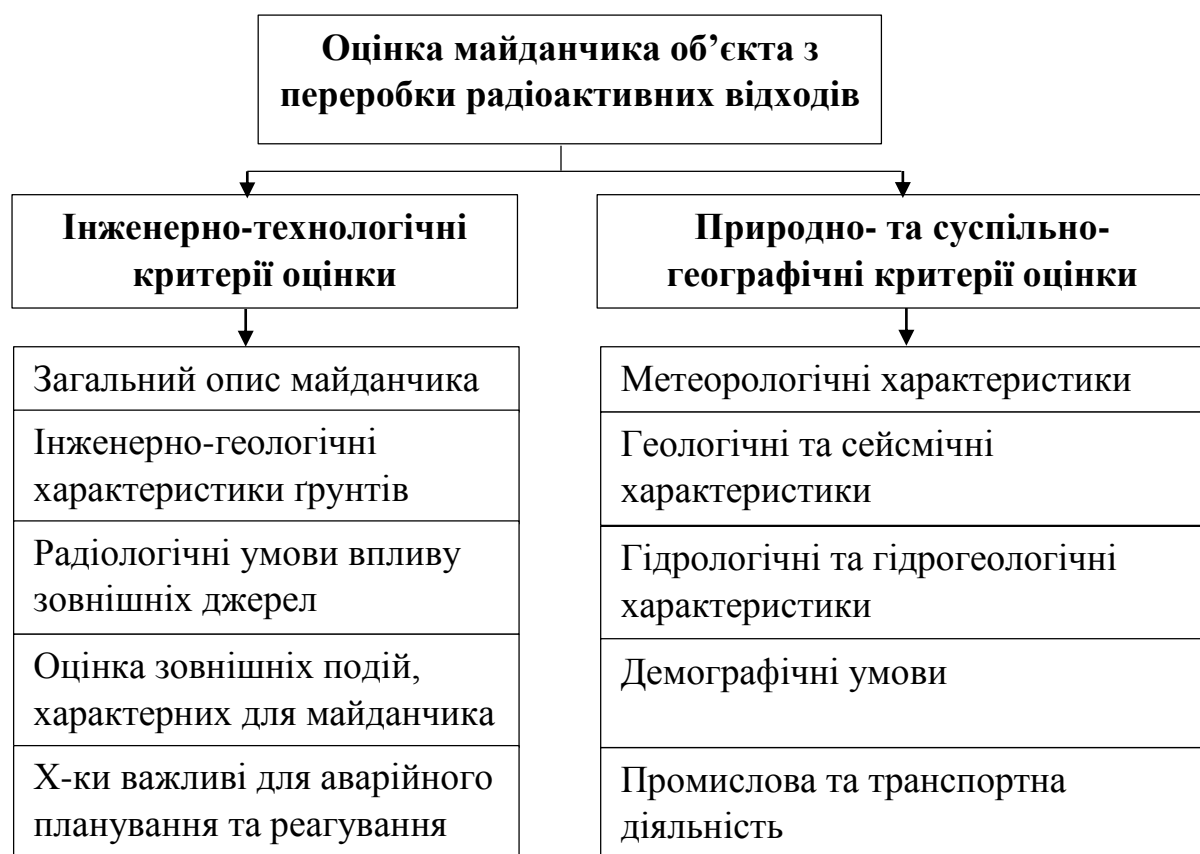 Оцінка майданчика об’єкта з
переробки радіоактивних відходів
Інженерно-технологічні
критерії оцінки
Загальний опис майданчика
Інженерно-геологічні
характеристики ґрунтів
Радіологічні умови впливу
зовнішніх джерел
Оцінка зовнішніх подій,
характерних для майданчика
Х-ки важливі для аварійного
планування та реагування
Природно- та суспільно-
географічні критерії оцінки
Метеорологічні характеристики
Геологічні та сейсмічні
характеристики
Гідрологічні та гідрогеологічні
характеристики
Демографічні умови
Промислова та транспортна
діяльність